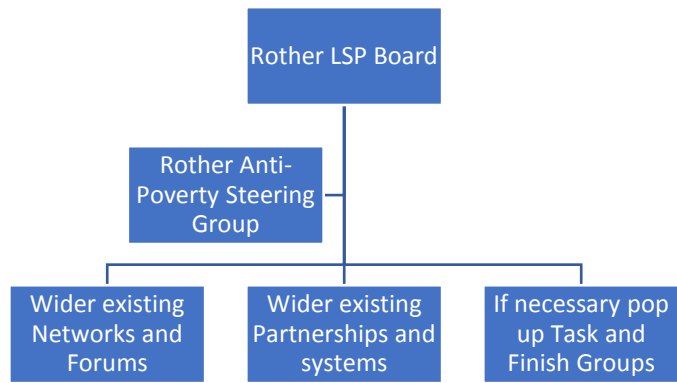 Rother LSP Board
Rother Anti-
Poverty Steering
Group
Wider existing
Networks and
Forums
Wider existing
Partnerships and
systems
If necessary pop
up Task and
Finish Groups